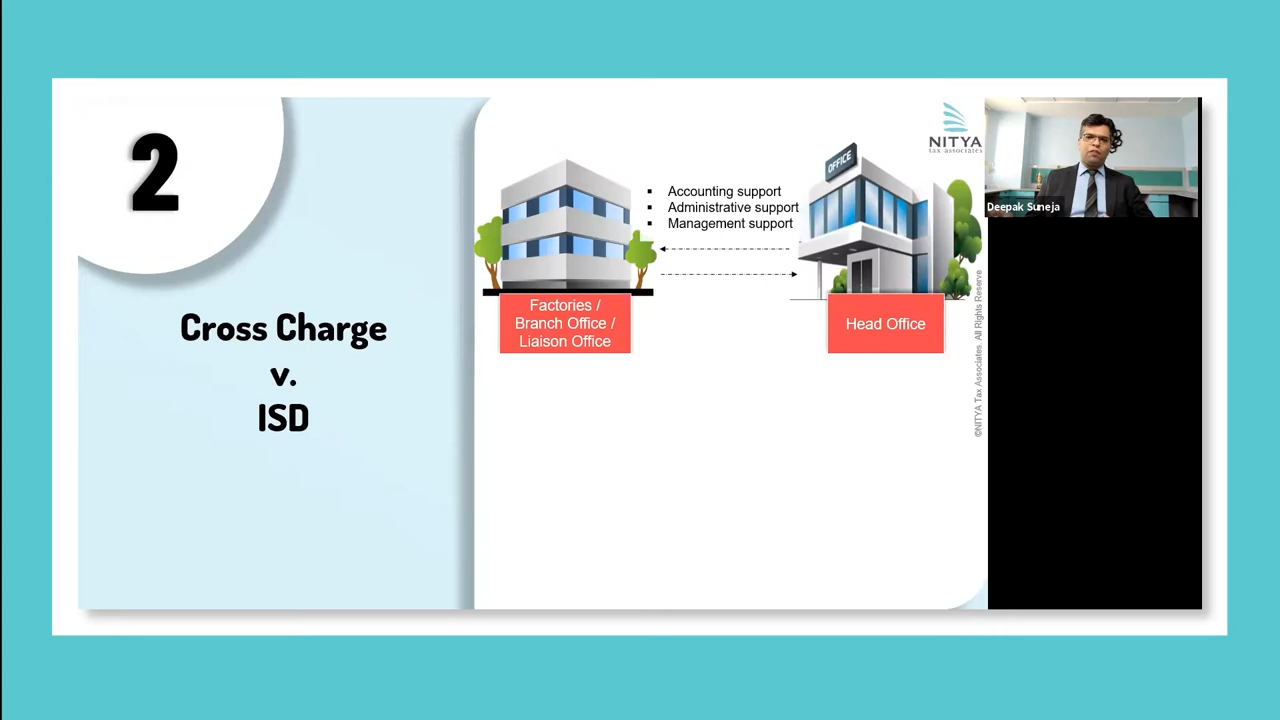 2
Cross Charge
v.
ISD
Accounting support
Administrative support
Management support
OFFICE
Factories /
Branch Office /
Liaison Office
Head Office
NITYA
tax associates
Deepak Suneja
©NITYA Tax Associates. All Rights Reserve